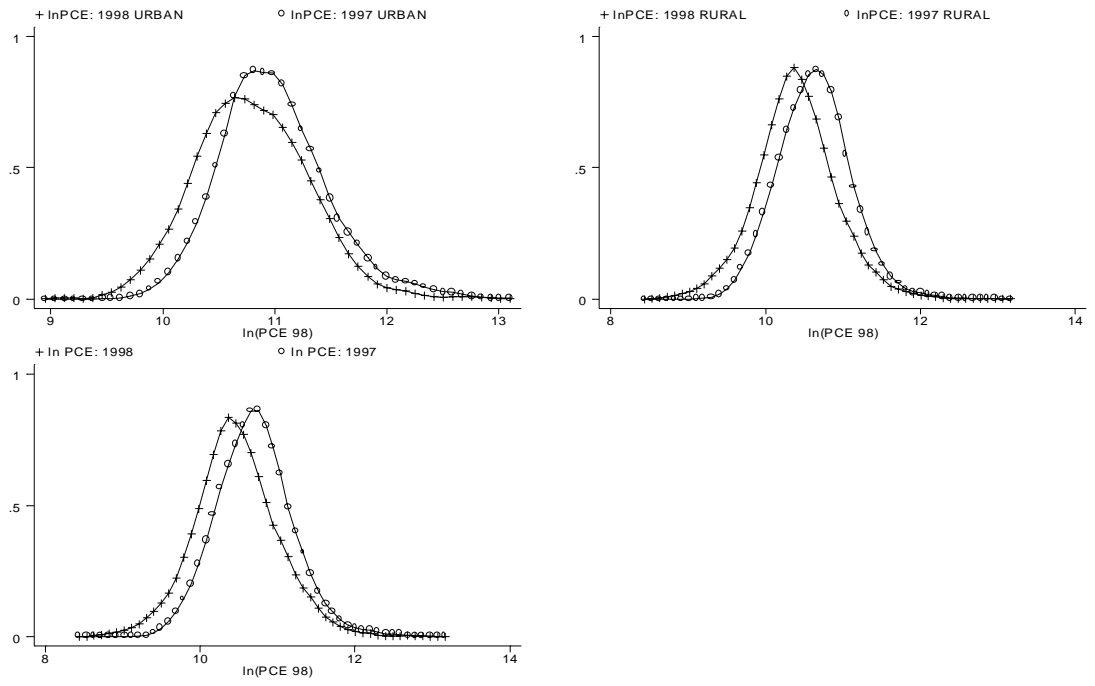 + lnPCE: 1998 URBAN o lnPCE: 1997 URBAN
1
.5
0
9 10 11 12 13
ln(PCE 98)
+ lnPCE: 1998 RURAL o lnPCE: 1997 RURAL
1
.5
0
8 10 12 14
ln(PCE 98)
+ ln PCE: 1998 o ln PCE: 1997
1
.5
0
8 10 12 14
ln(PCE 98)